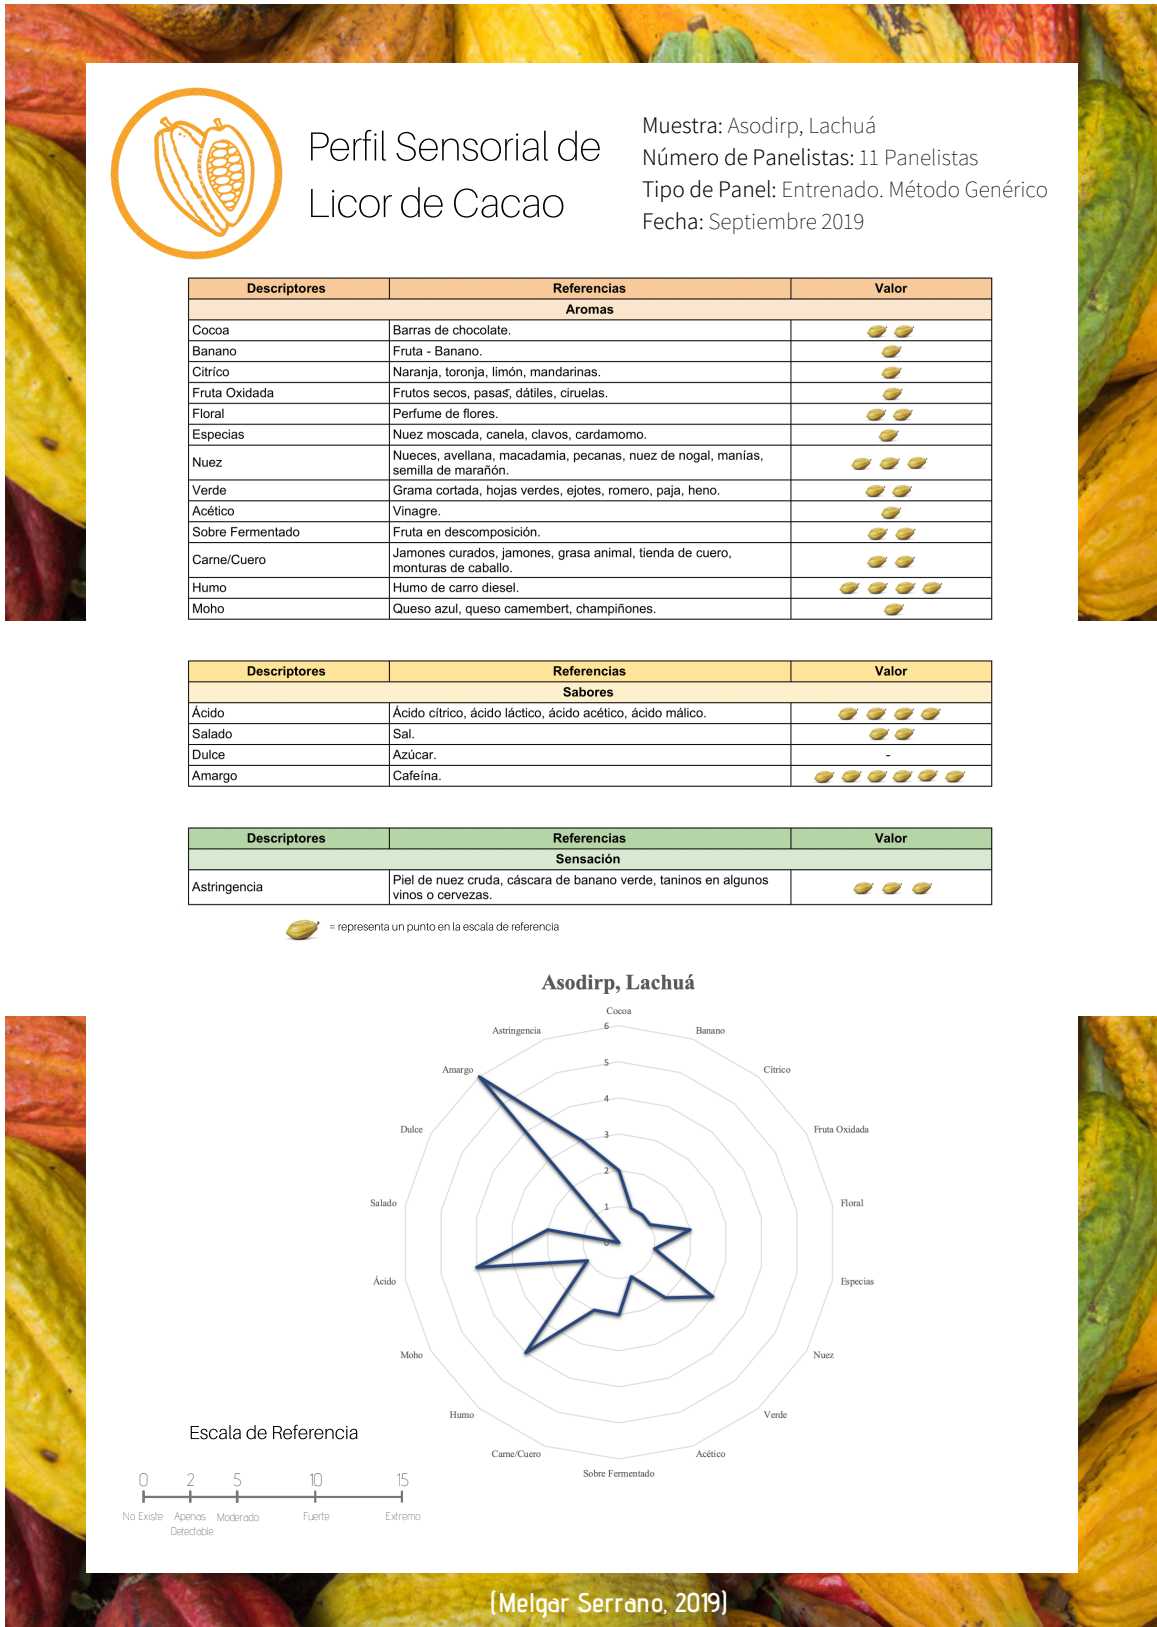 Perfil Sensorial de
Licor de Cacao
Muestra: Asodirp, Lachuá
Número de Panelistas: 11 Panelistas
Tipo de Panel: Entrenado. Método Genérico
Fecha: Septiembre 2019
Descriptores Referencias Valor
Aromas
Cocoa Barras de chocolate.
Banano Fruta - Banano.
Citríco Naranja, toronja, limón, mandarinas.
Fruta Oxidada Frutos secos, pasas, dátiles, ciruelas.
Floral Perfume de flores.
Especias Nuez moscada, canela, clavos, cardamomo.
Nuez Nueces, avellana, macadamia, pecanas, nuez de nogal, manías,
semilla de marañón.
Verde Grama cortada, hojas verdes, ejotes, romero, paja, heno.
Acético Vinagre.
Sobre Fermentado Fruta en descomposición.
Carne/Cuero Jamones curados, jamones, grasa animal, tienda de cuero,
monturas de caballo.
Humo Humo de carro diesel.
Moho Queso azul, queso camembert, champiñones.
Descriptores Referencias Valor
Sabores
Ácido Ácido cítrico, ácido láctico, ácido acético, ácido málico.
Salado Sal.
Dulce Azúcar. -
Amargo Cafeína.
Descriptores Referencias Valor
Sensación
Astringencia Piel de nuez cruda, cáscara de banano verde, taninos en algunos
vinos o cervezas.
= representa un punto en la escala de referencia
Asodirp, Lachuá
Cocoa
Banano
Cítrico
Fruta Oxidada
Floral
Especias
Nuez
Verde
Acético
Sobre Fermentado
Carne/Cuero
Humo
Moho
Ácido
Salado
Dulce
Amargo
Astringencia
6
5
4
3
2
1
0
Escala de Referencia
0 2 5 10 15
No Existe Apenas Moderado Fuerte Extremo
Detectable
(Melgar Serrano, 2019)